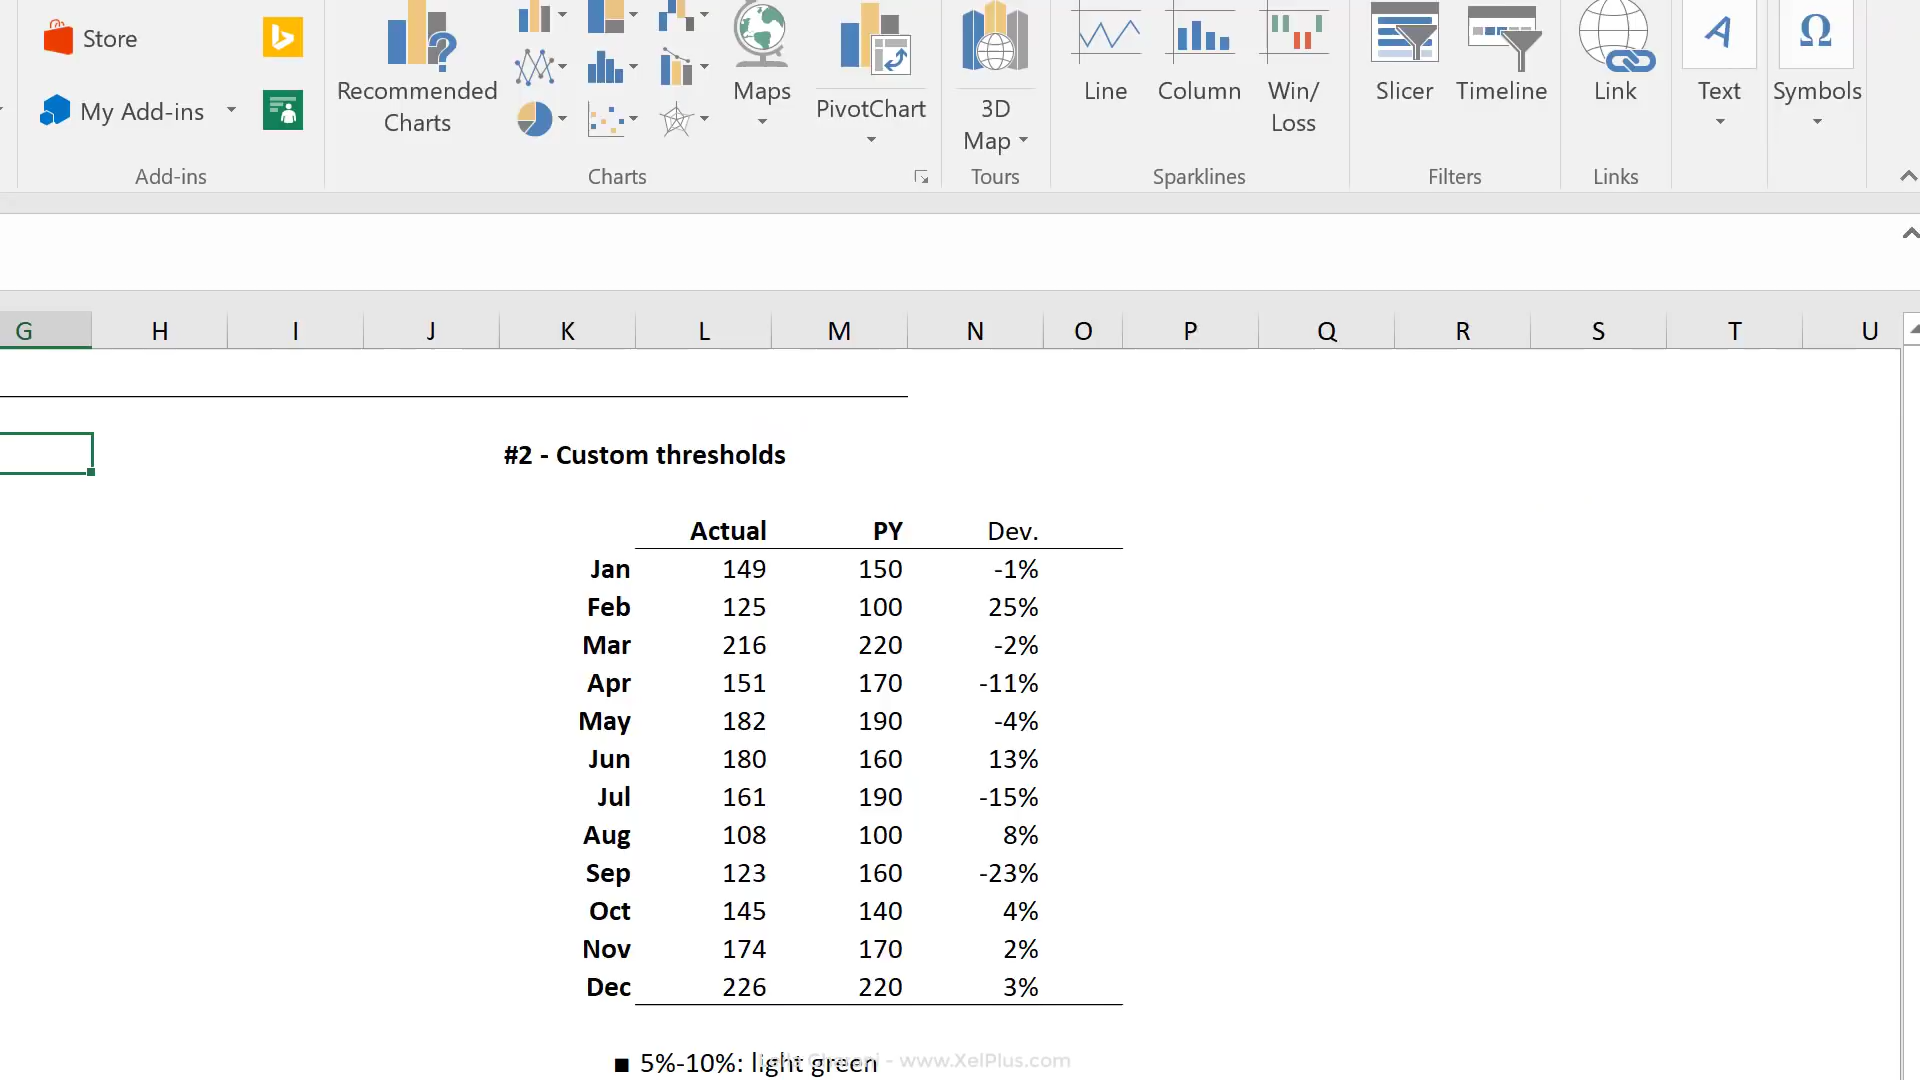 Store
My Add-ins
Add-ins
Recommended
Charts
Maps
PivotChart
Charts
3D
Map
Tours
Line
Column
Win/
Loss
Sparklines
Slicer
Timeline
Filters
Link
Links
Text
Symbols
G H I J K L M N O P Q R S T U
#2 - Custom thresholds
Actual PY Dev.
Jan 149 150 -1%
Feb 125 100 25%
Mar 216 220 -2%
Apr 151 170 -11%
May 182 190 -4%
Jun 180 160 13%
Jul 161 190 -15%
Aug 108 100 8%
Sep 123 160 -23%
Oct 145 140 4%
Nov 174 170 2%
Dec 226 220 3%
■ 5%-10%: light green
- www.XelPlus.com